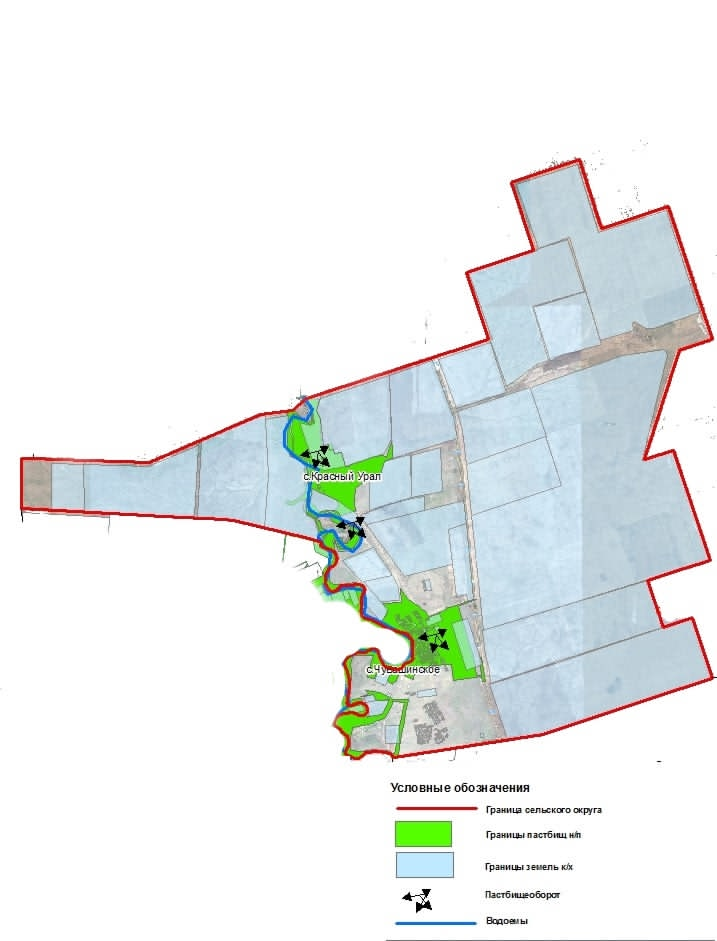 с.Красный Урал
с.Чувашинское
Условные обозначения
Граница сельского округа
Границы пастбищ н/п
Границы земель к/х
Пастбищеоборот
Водоемы